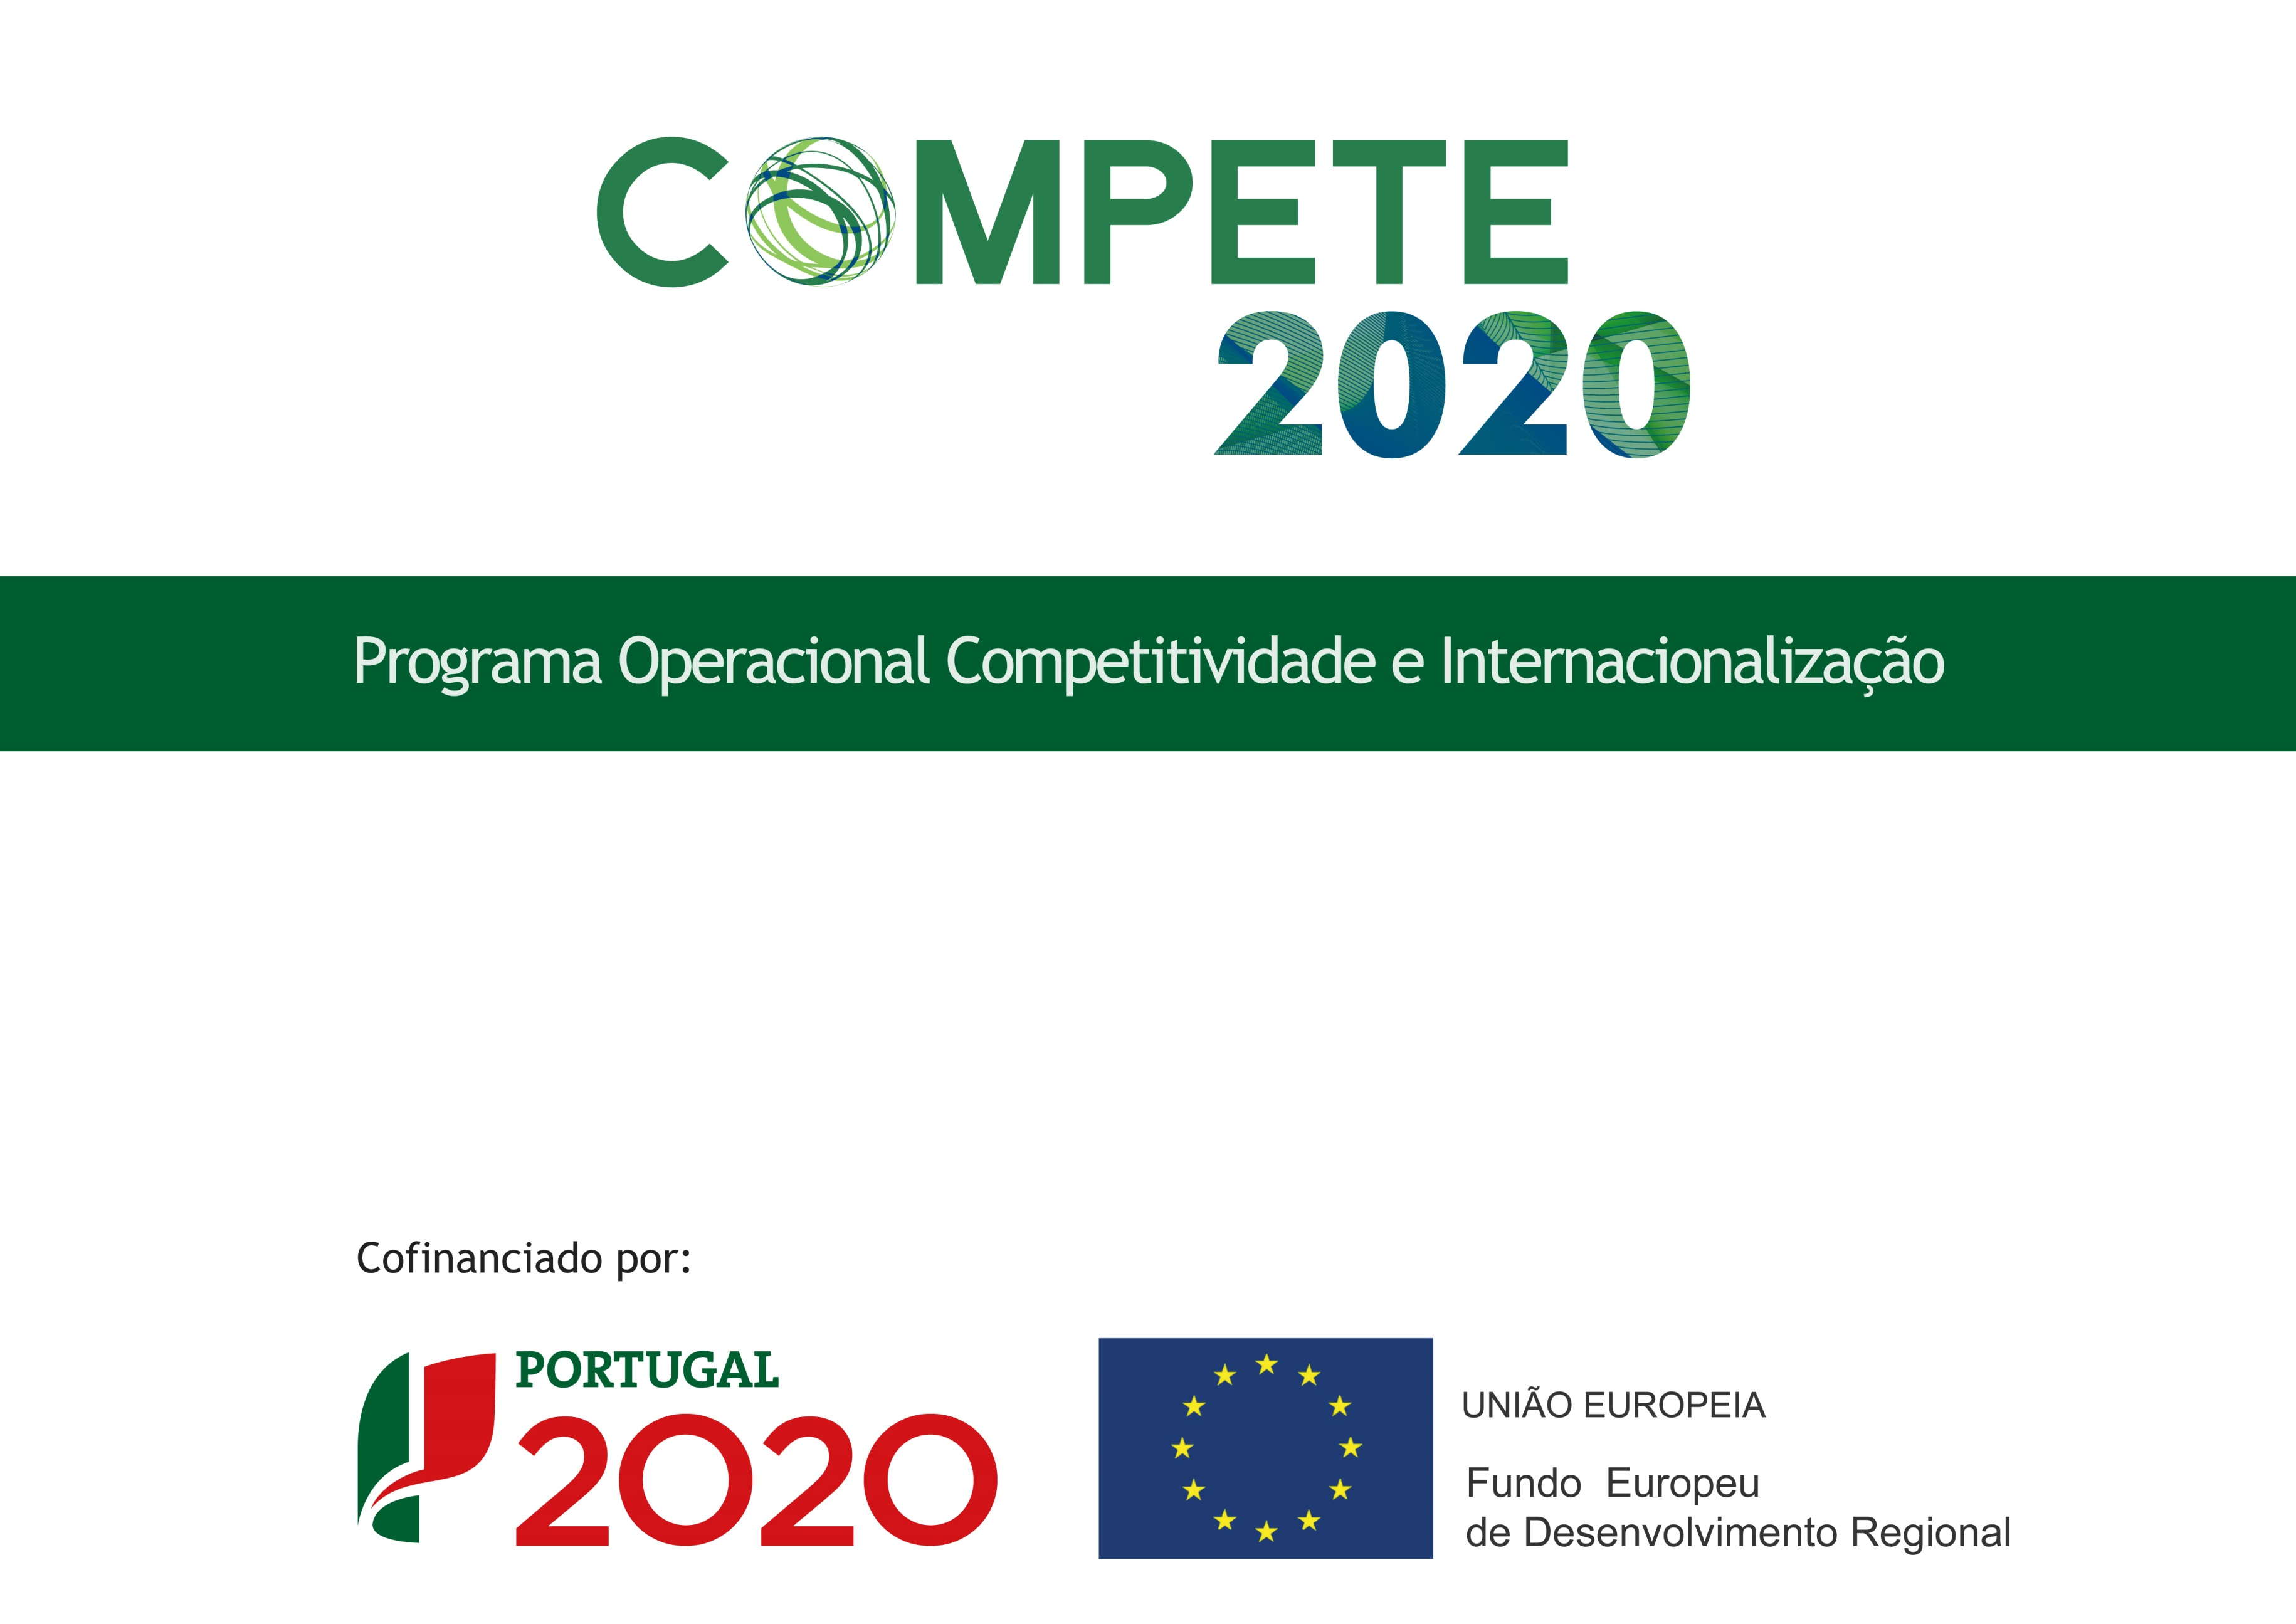 COMPETE
2020
Programa Operacional Competitividade e Internacionalização
Cofinanciado por:
PORTUGAL
2020
UNIÃO EUROPEIA
Fundo Europeu
de Desenvolvimento Regional